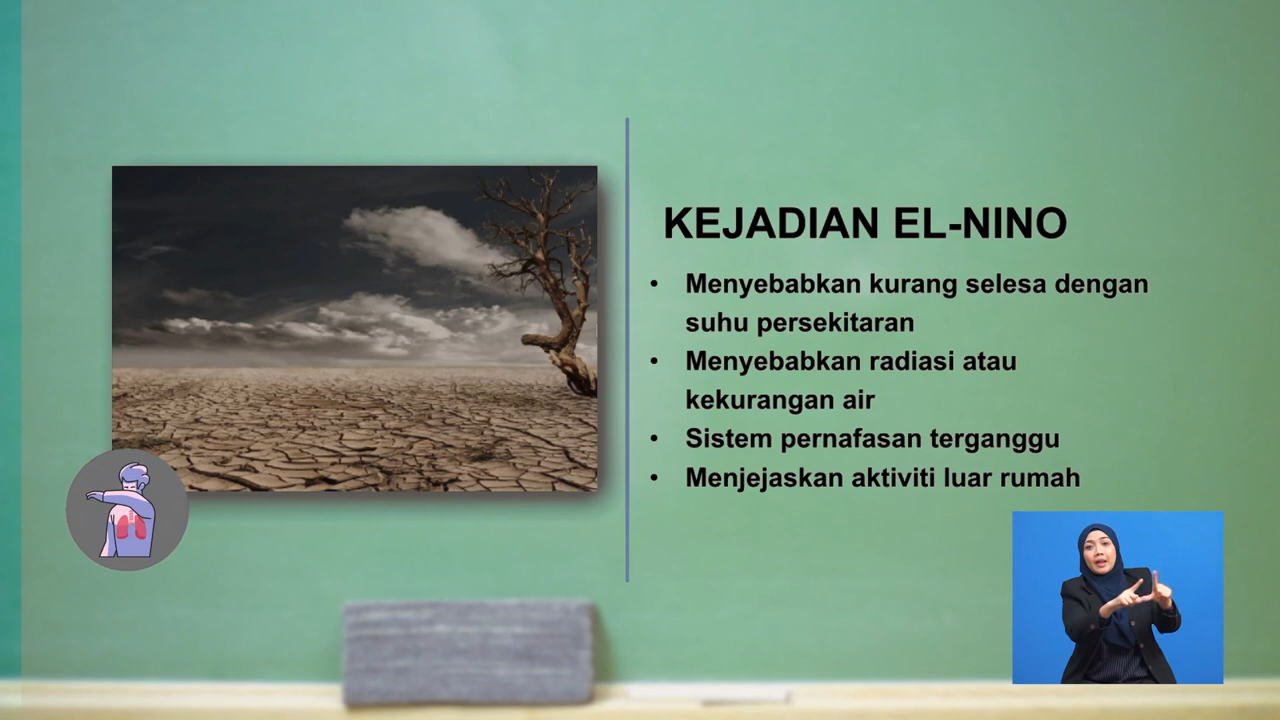 KEJADIAN EL-NINO
• Menyebabkan kurang selesa dengan
suhu persekitaran
• Menyebabkan radiasi atau
kekurangan air
• Sistem pernafasan terganggu
• Menjejaskan aktiviti luar rumah